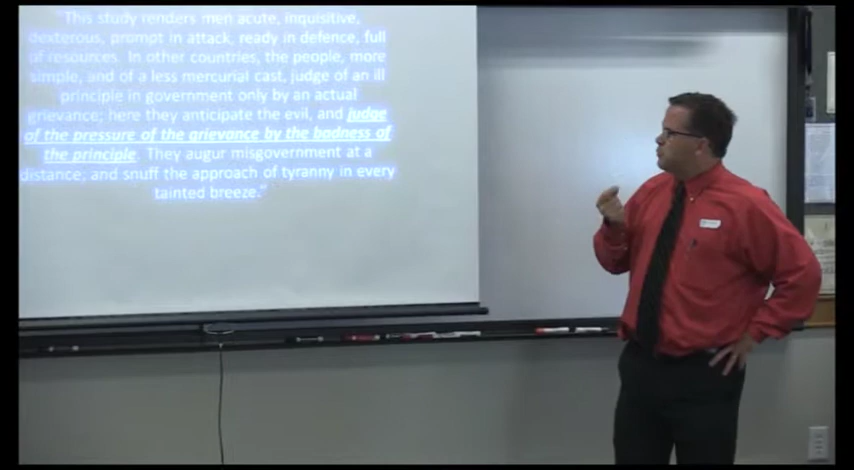 "This study renders men acute, inquisitive,
dexterous, prompt in attack, ready in defence, full
of resources. In other countries, the people, more
simple, and of a less mercurial cast, judge of an ill
principle in government only by an actual
grievance; here they anticipate the evil, and judge
of the pressure of the grievance by the badness of
the principle. They augur misgovernment at a
distance; and snuff the approach of tyranny in every
tainted breeze."